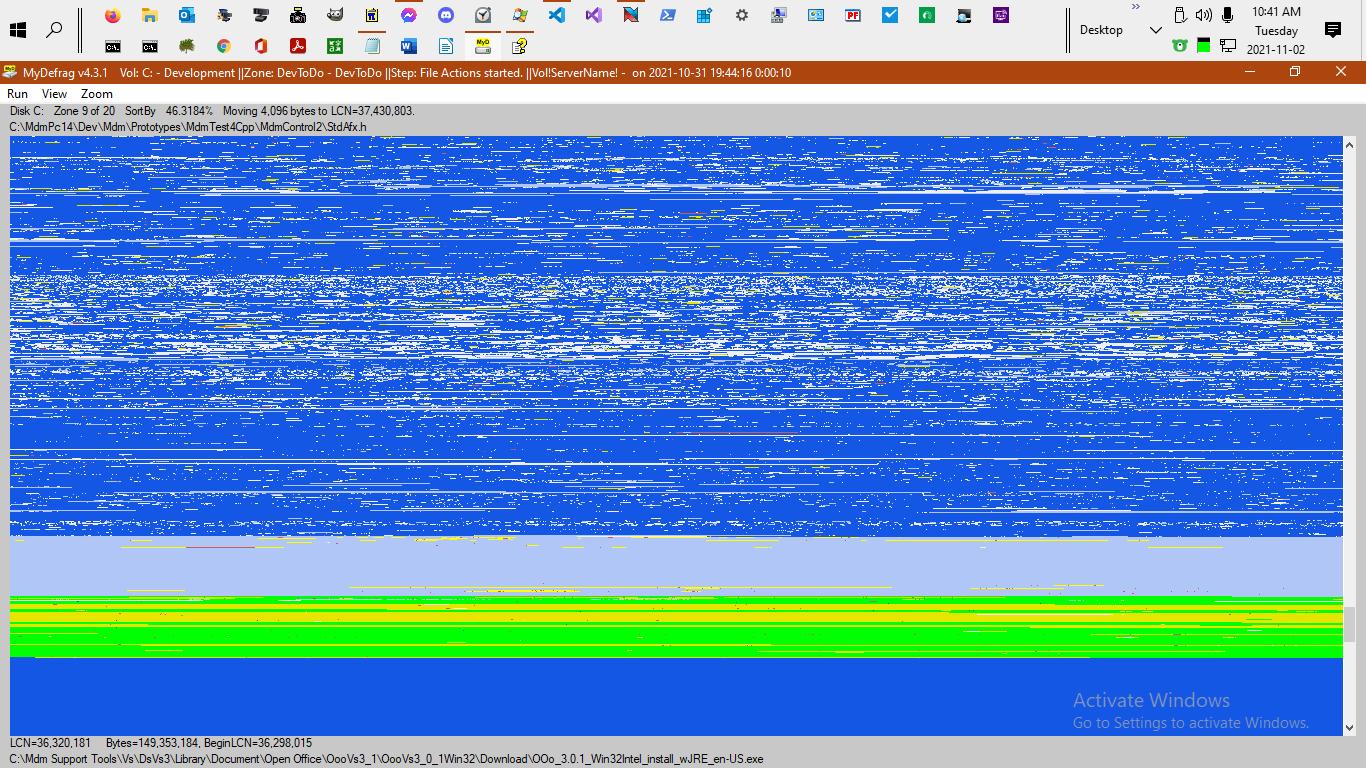 10:41 AM
Desktop
Tuesday
2021-11-02
MyDefrag v4.3.1 Vol: C: - Development ||Zone: DevToDo - DevToDo ||Step: File Actions started. ||Vol!ServerName! - on 2021-10-31 19:44:16 0:00:10
Run View Zoom
Disk C: Zone 9 of 20 SortBy 46.3184% Moving 4,096 bytes to LCN=37,430,803.
C:\MdmPc14\Dev\Mdm\Prototypes\MdmTest4Cpp\MdmControl2\StdAfx.h
Activate Windows
Go to Settings to activate Windows.
LCN=36,320,181 Bytes=149,353,184, BeginLCN=36,298,015
C:\Mdm Support Tools\Vs\DsVs3\Library\Document\Open Office\OooVs3_1\OooVs3_0_1Win32\Download\OOo_3.0.1_Win32Intel_install_wJRE_en-US.exe